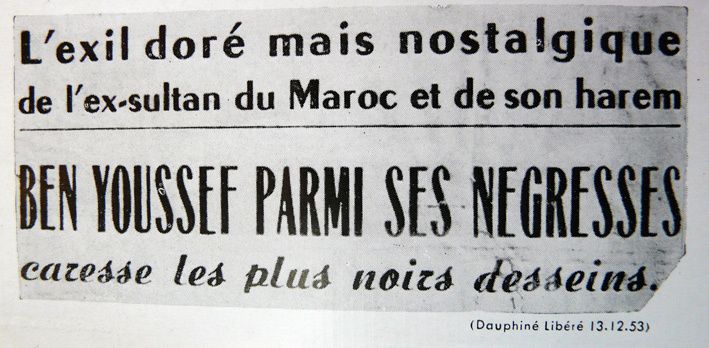 L'exil doré mais nostalgique
de l'ex-sultan du Maroc et de son harem
BEN YOUSSEF PARMI SES NEGRESSES
caresse les plus noirs desseins.
(Dauphiné Libéré 13.12.53)